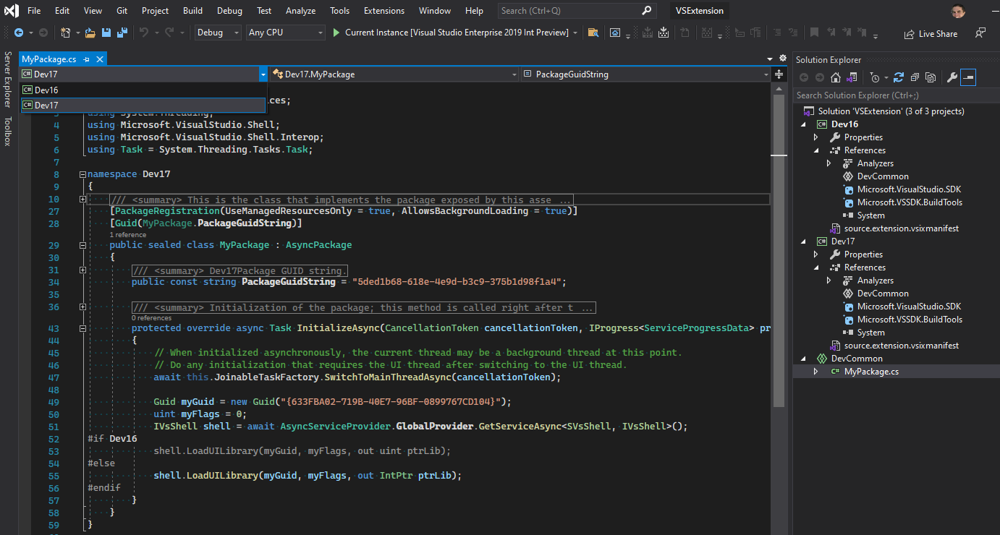 File Edit View Git Project Build Debug Test Analyze Tools Extensions Window Help Search (Ctrl+Q) VSExtension
Debug Any CPU Current Instance [Visual Studio Enterprise 2019 Int Preview] Live Share
Server Explorer
Toolbox
MyPackage.cs
Dev17 Dev17.MyPackage PackageGuidString
Dev16
Dev17
ices;
3 using System.Threading;
4 using Microsoft.VisualStudio.Shell;
5 using Microsoft.VisualStudio.Shell.Interop;
6 using Task = System.Threading.Tasks.Task;
7
8 namespace Dev17
9 {
10 /// <summary> This is the class that implements the package exposed by this asse ...
27 [PackageRegistration(UseManagedResourcesOnly = true, AllowsBackgroundLoading = true)]
28 [Guid(MyPackage.PackageGuidString)]
1 reference
29 public sealed class MyPackage : AsyncPackage
30 {
31 /// <summary> Dev17Package GUID string.
34 public const string PackageGuidString = "5ded1b68-618e-4e9d-b3c9-375b1d98f1a4";
35
36 /// <summary> Initialization of the package; this method is called right after t ...
0 references
43 protected override async Task InitializeAsync(CancellationToken cancellationToken, IProgress<ServiceProgressData> pr
44 {
45 // When initialized asynchronously, the current thread may be a background thread at this point.
46 // Do any initialization that requires the UI thread after switching to the UI thread.
47 await this.JoinableTaskFactory.SwitchToMainThreadAsync(cancellationToken);
48
49 Guid myGuid = new Guid("{633FBA02-719B-40E7-96BF-0899767CD104}");
50 uint myFlags = 0;
51 IVsShell shell = await AsyncServiceProvider.GlobalProvider.GetServiceAsync<SVsShell, IVsShell>();
52 #if Dev16
53 shell.LoadUILibrary(myGuid, myFlags, out uint ptrLib);
54 #else
55 shell.LoadUILibrary(myGuid, myFlags, out IntPtr ptrLib);
56 #endif
57 }
58 }
59 }
Solution Explorer
Search Solution Explorer (Ctrl+;)
Solution 'VSExtension' (3 of 3 projects)
C# Dev16
Properties
References
Analyzers
DevCommon
Microsoft.VisualStudio.SDK
Microsoft.VSSDK.BuildTools
System
source.extension.vsixmanifest
C# Dev17
Properties
References
Analyzers
DevCommon
Microsoft.VisualStudio.SDK
Microsoft.VSSDK.BuildTools
System
source.extension.vsixmanifest
DevCommon
C# MyPackage.cs